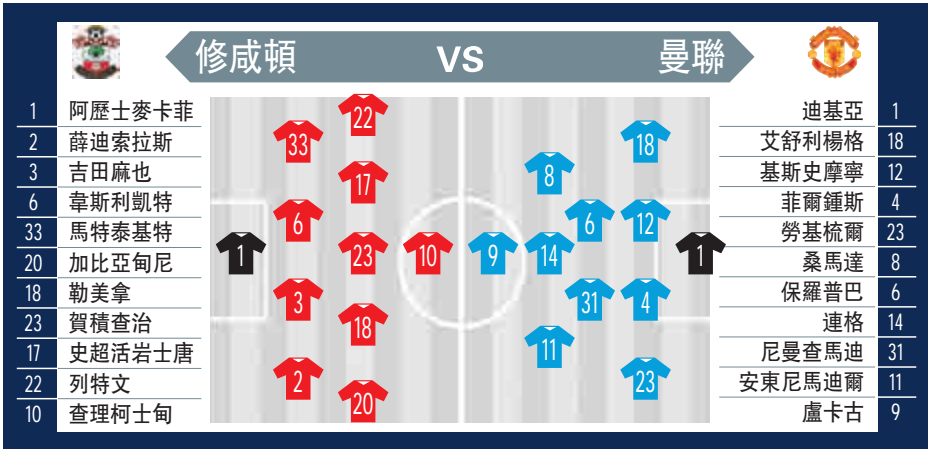 修咸頓 VS 曼聯
1 阿歷士麥卡菲
2 薛迪索拉斯
3 吉田麻也
6 韋斯利凱特
33 馬特泰基特
20 加比亞甸尼
18 勒美拿
23 賀積查治
17 史超活岩士唐
22 列特文
10 查理柯士甸
22
33
17
6
1
23
10
3
18
2
20
18
8
6
12
9
14
1
31
4
11
23
迪基亞 1
艾舒利楊格 18
基斯史摩寧 12
菲爾鍾斯 4
勞基梳爾 23
桑馬達 8
保羅普巴 6
連格 14
尼曼查馬迪 31
安東尼馬迪爾 11
盧卡古 9